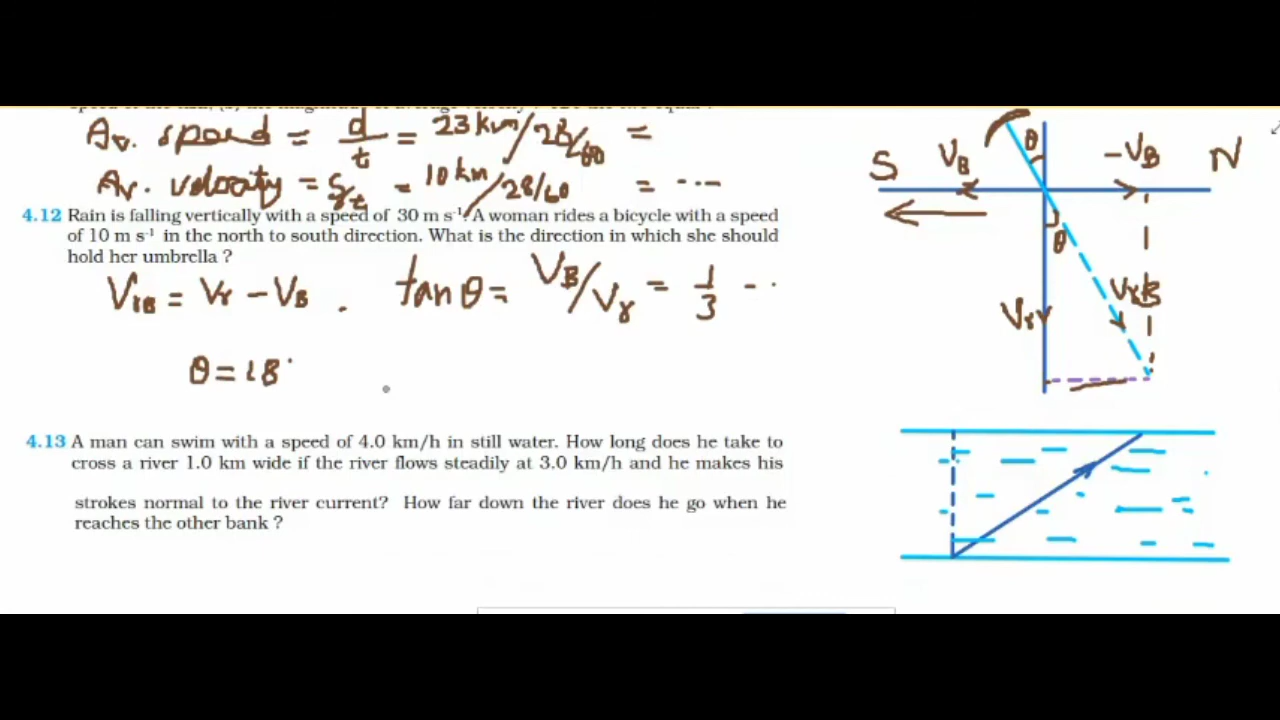 Av. speed = d/t = 23 km/28/60 =
Av. velocity = S/t = 10 km/28/60 = ...
4.12 Rain is falling vertically with a speed of 30 m s⁻¹. A woman rides a bicycle with a speed
of 10 m s⁻¹ in the north to south direction. What is the direction in which she should
hold her umbrella ?
VrB = Vr - VB . tanθ = VB/Vr = 1/3 ...
θ = 18°
4.13 A man can swim with a speed of 4.0 km/h in still water. How long does he take to
cross a river 1.0 km wide if the river flows steadily at 3.0 km/h and he makes his
strokes normal to the river current? How far down the river does he go when he
reaches the other bank ?
S VB θ -VB N
θ
Vr VrB